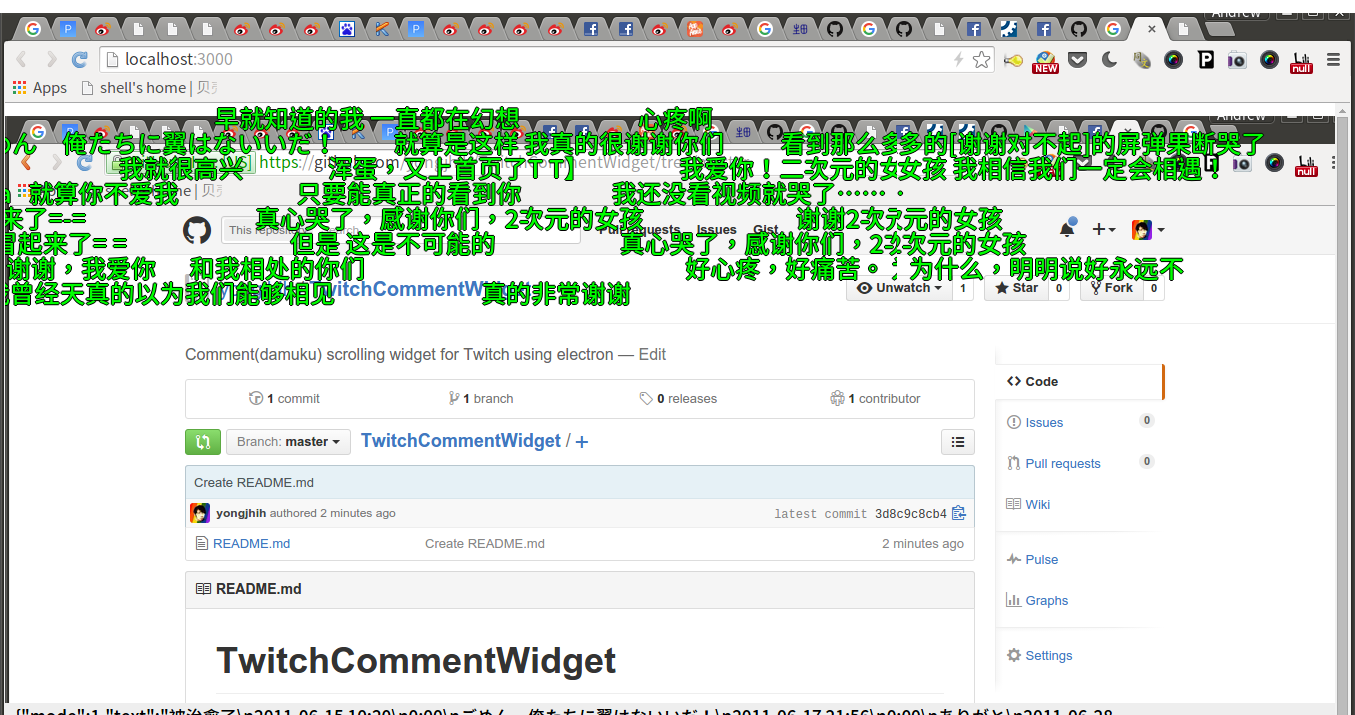 Andrew
localhost:3000
NEW
null
Apps shell's home | 贝
早就知道的我 一直都在幻想 心疼啊
Andrew
めん 俺たちに翼はないいだ！ 就算是这样 我真的很谢谢你们 看到那么多的[谢谢对不起]的屏弹果断哭了
我就很高兴 https://git .com 浑蛋，又上首页了T T】 CommentWidget/tre 我爱你！二次元的女孩 我相信我们一定会相遇！
null
就算你不爱我 只要能真正的看到你 我还没看视频就哭了……
来了=-= 真心哭了，感谢你们，2次元的女孩 谢谢2次元的女孩
This repository Pull requests Issues Gist
冒起来了= = 但是 这是不可能的 真心哭了，感谢你们，2次元的女孩
谢谢，我爱你 和我相处的你们 好心疼，好痛苦。 为什么，明明说好永远不
曾经天真的以为我们能够相见 真的非常谢谢
TwitchCommentW Unwatch 1 Star 0 Fork 0
Comment(damuku) scrolling widget for Twitch using electron — Edit
1 commit 1 branch 0 releases 1 contributor
Branch: master TwitchCommentWidget / +
Create README.md
yongjhih authored 2 minutes ago latest commit 3d8c9c8cb4
README.md Create README.md 2 minutes ago
README.md
TwitchCommentWidget
Code
Issues 0
Pull requests 0
Wiki
Pulse
Graphs
Settings
{"mode":1,"text":"被治愈了\n2011-06-15 10:20\n0:00\nごめん 俺たちに翼はないいだ！\n2011-06-17 21:56\n0:00\nありがと\n2011-06-28